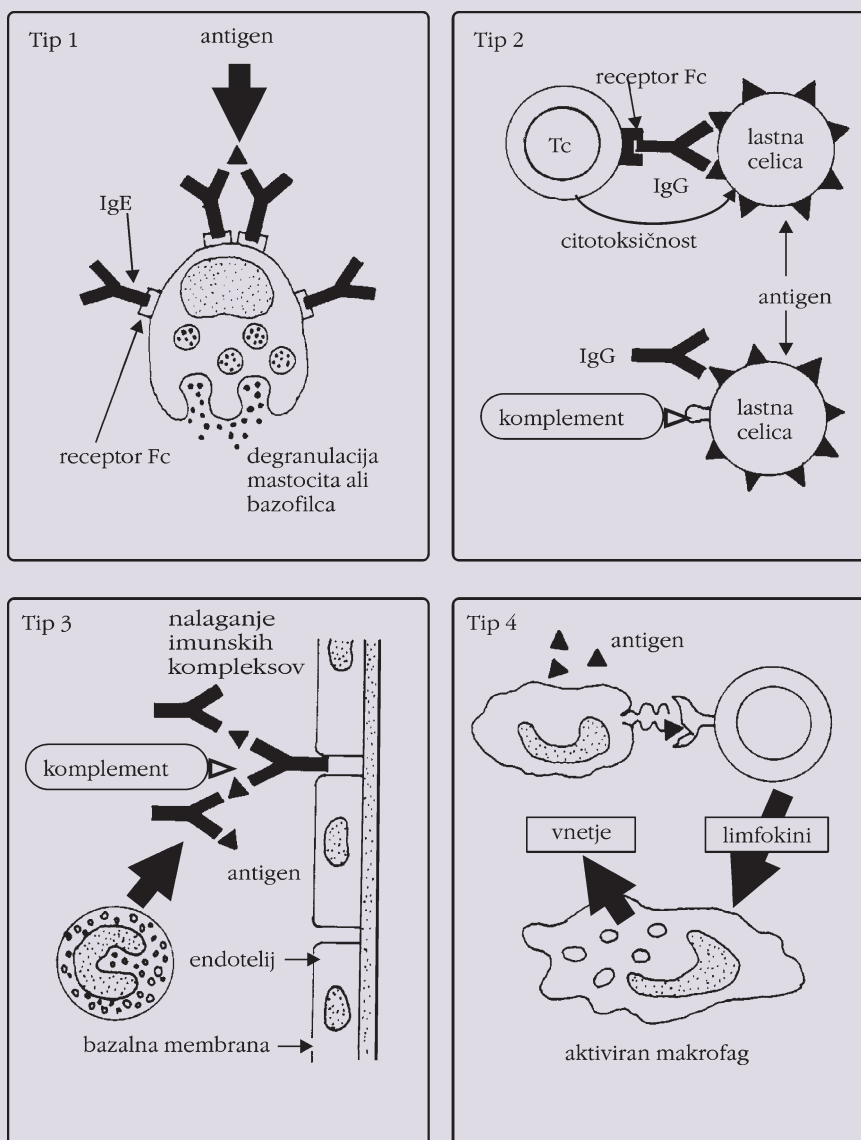 Tip 1
antigen
IgE
receptor Fc
degranulacija
mastocita ali
bazofilca
Tip 2
receptor Fc
Tc
IgG
lastna
celica
citotoksičnost
antigen
IgG
komplement
lastna
celica
Tip 3
nalaganje
imunskih
kompleksov
komplement
antigen
endotelij
bazalna membrana
Tip 4
antigen
vnetje
limfokini
aktiviran makrofag